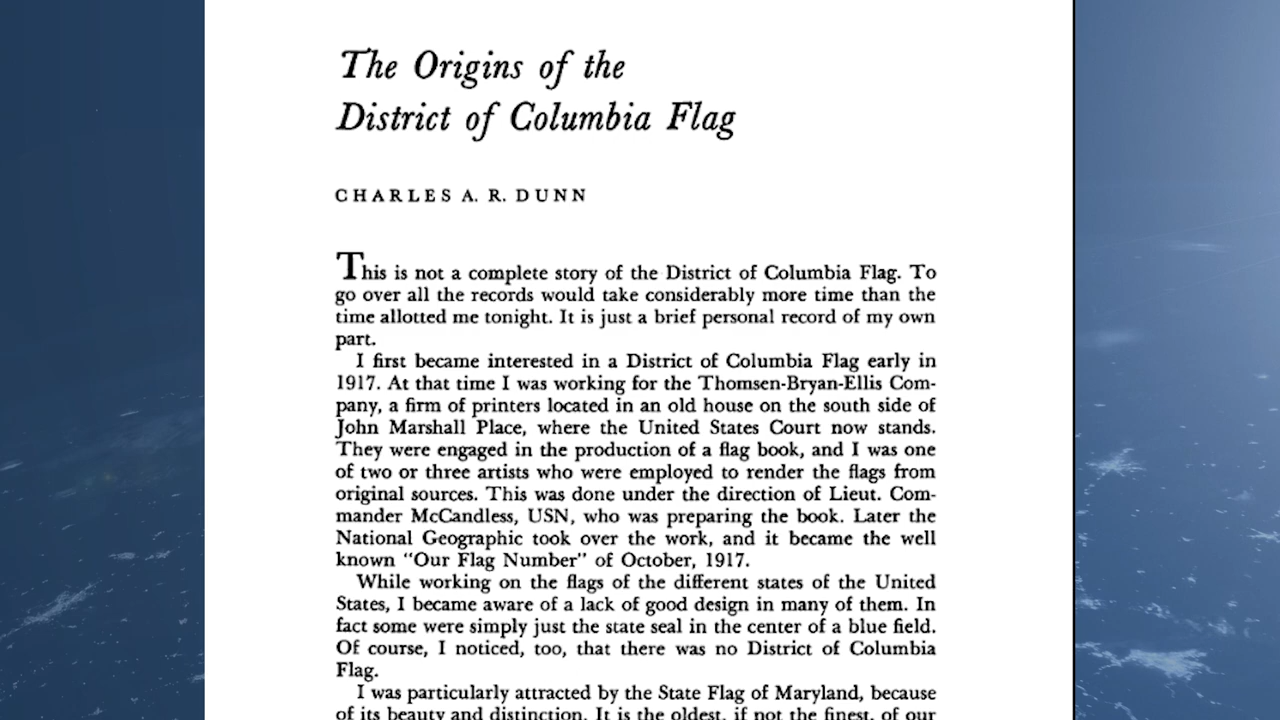 The Origins of the
District of Columbia Flag
CHARLES A. R. DUNN
This is not a complete story of the District of Columbia Flag. To
go over all the records would take considerably more time than the
time allotted me tonight. It is just a brief personal record of my own
part.
I first became interested in a District of Columbia Flag early in
1917. At that time I was working for the Thomsen-Bryan-Ellis Com-
pany, a firm of printers located in an old house on the south side of
John Marshall Place, where the United States Court now stands.
They were engaged in the production of a flag book, and I was one
of two or three artists who were employed to render the flags from
original sources. This was done under the direction of Lieut. Com-
mander McCandless, USN, who was preparing the book. Later the
National Geographic took over the work, and it became the well
known "Our Flag Number" of October, 1917.
While working on the flags of the different states of the United
States, I became aware of a lack of good design in many of them. In
fact some were simply just the state seal in the center of a blue field.
Of course, I noticed, too, that there was no District of Columbia
Flag.
I was particularly attracted by the State Flag of Maryland, because
of its beauty and distinction. It is the oldest, if not the finest, of our